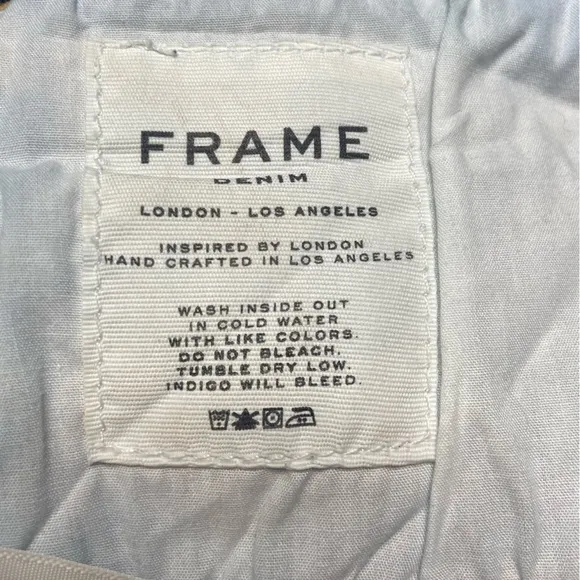 FRAME
DENIM
LONDON - LOS ANGELES
INSPIRED BY LONDON
HAND CRAFTED IN LOS ANGELES
WASH INSIDE OUT
IN COLD WATER
WITH LIKE COLORS.
DO NOT BLEACH.
TUMBLE DRY LOW.
INDIGO WILL BLEED.